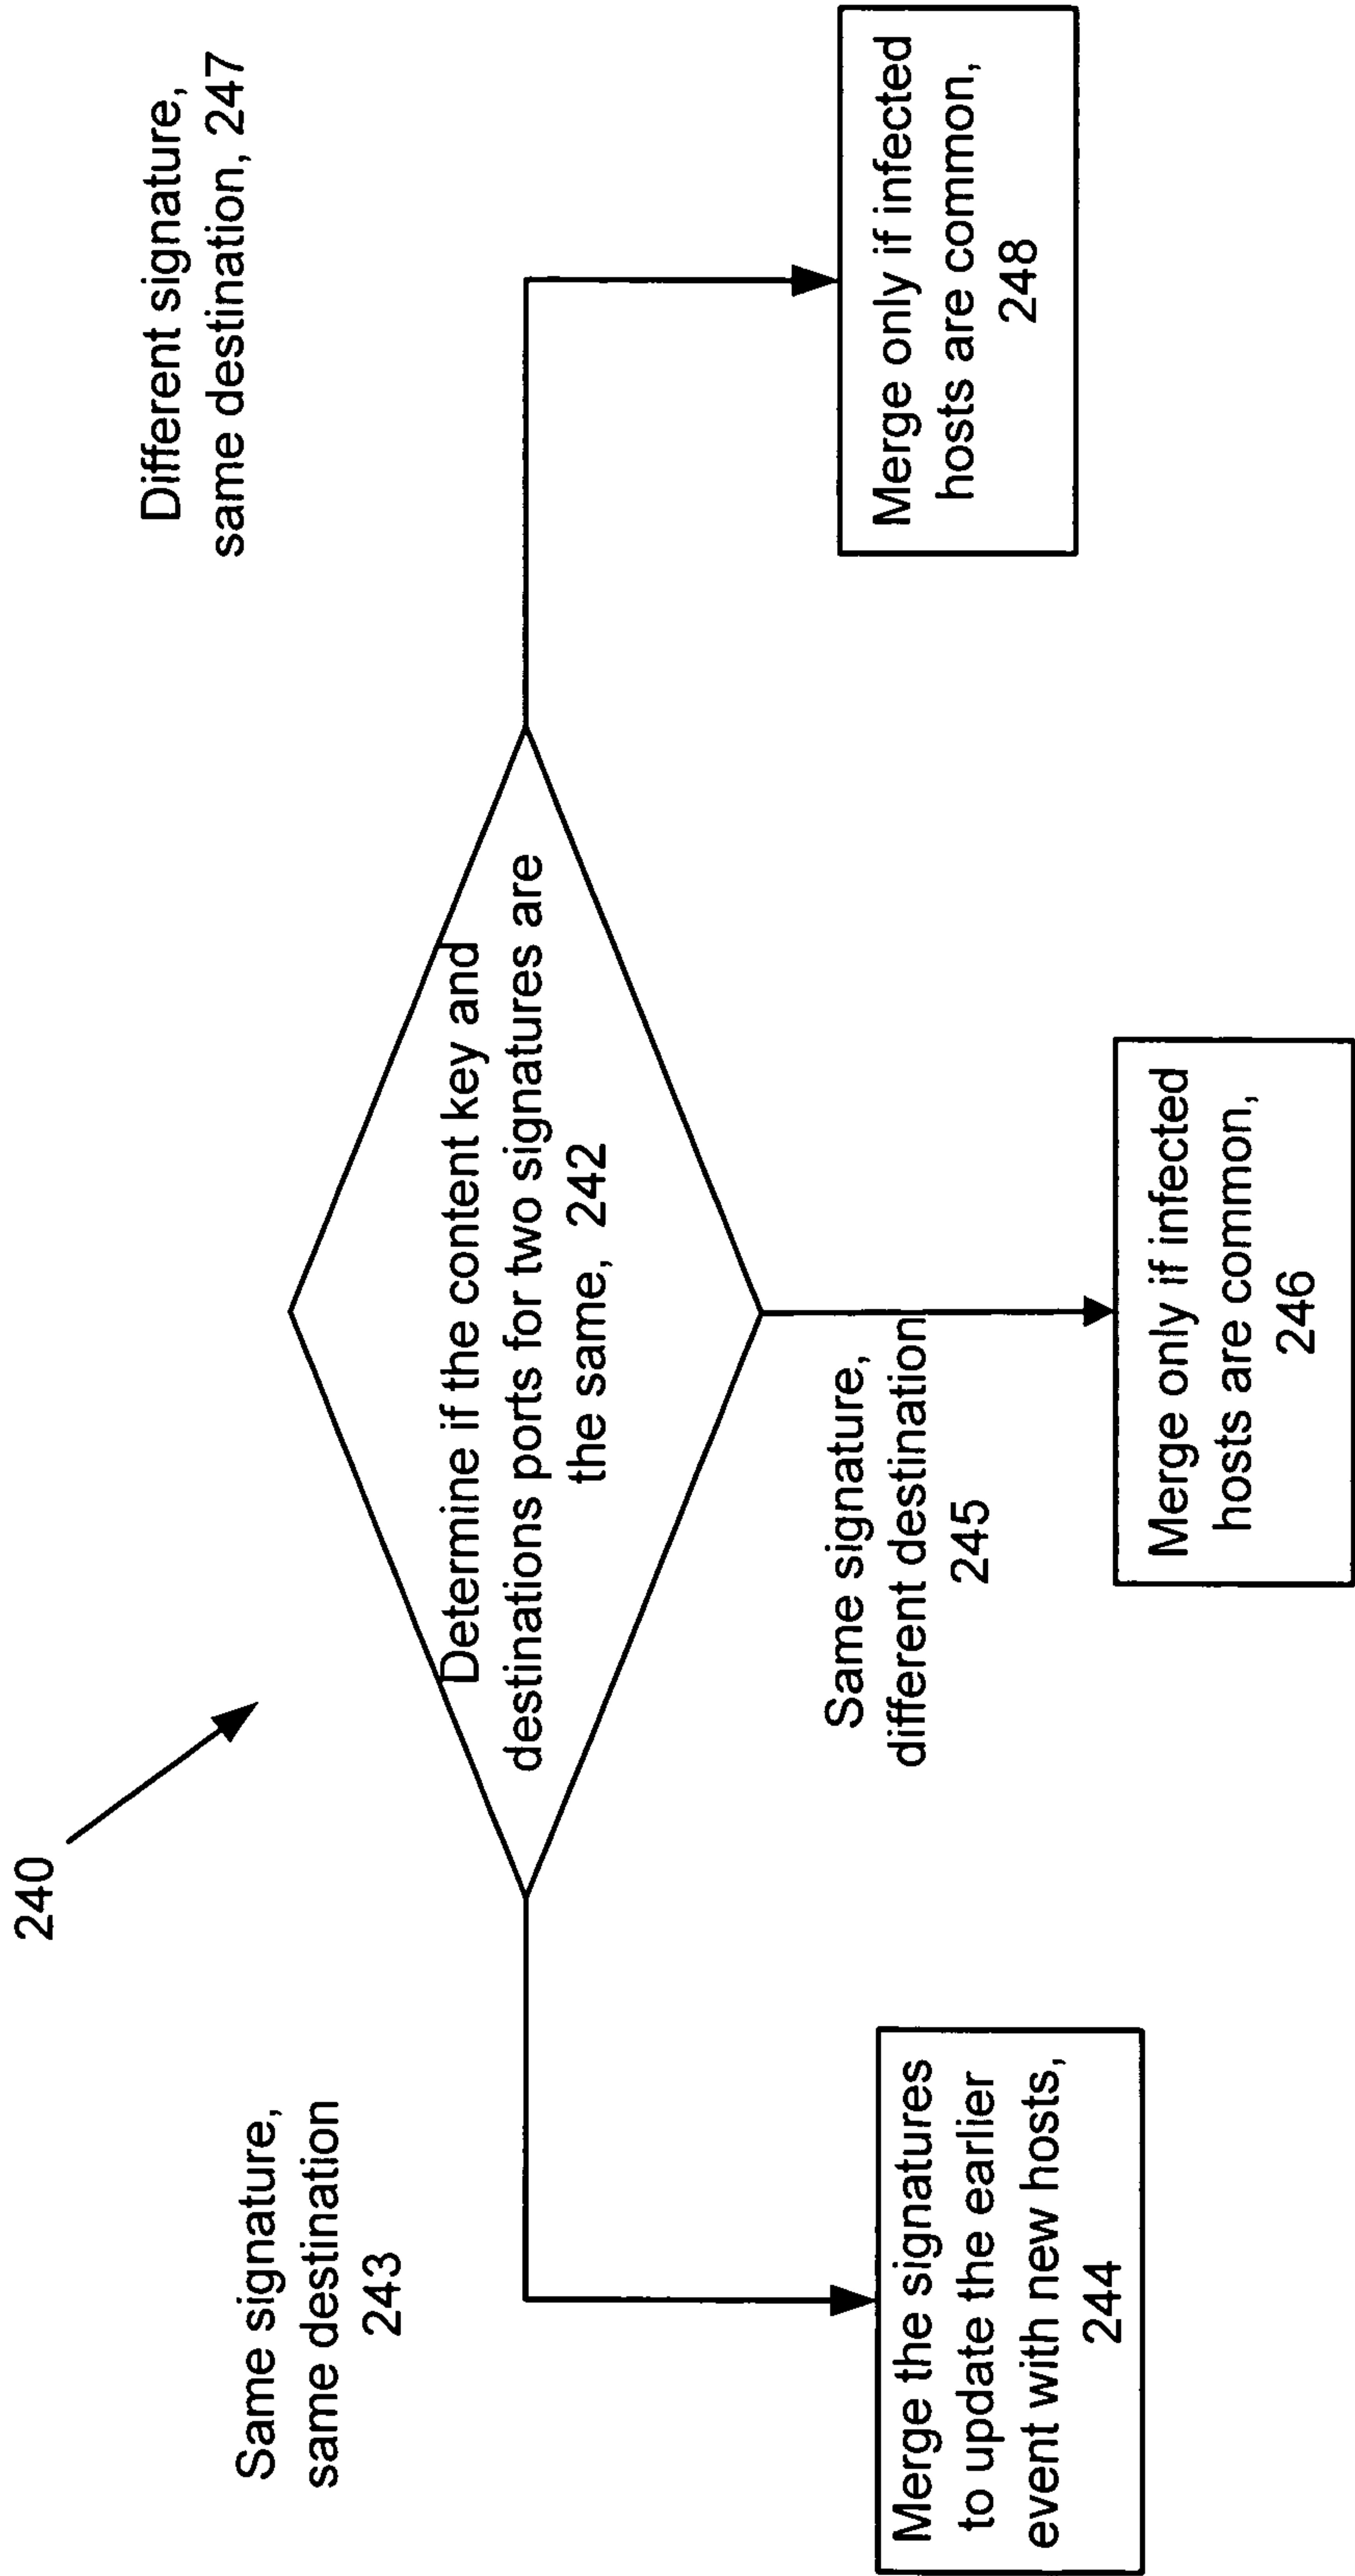 240
Same signature,
same destination
243
Different signature,
same destination, 247
Determine if the content key and
destinations ports for two signatures are
the same, 242
Same signature,
different destination
245
Merge the signatures
to update the earlier
event with new hosts,
244
Merge only if infected
hosts are common,
246
Merge only if infected
hosts are common,
248